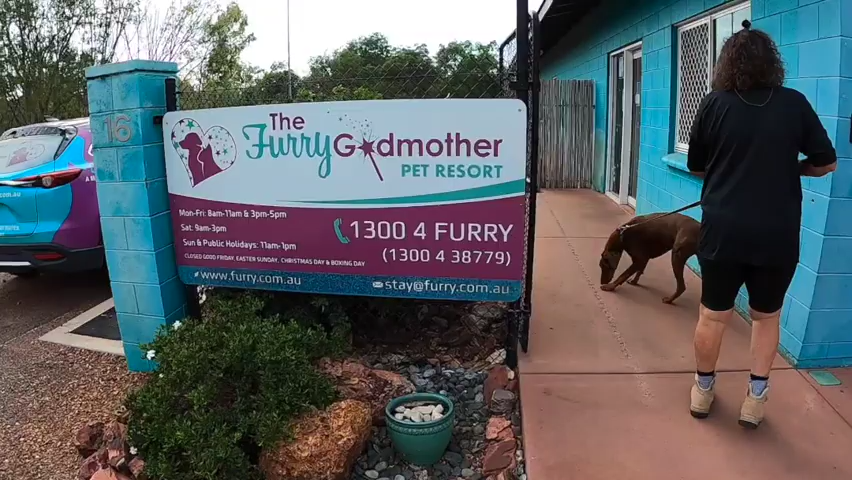 16
The Furry Godmother
PET RESORT
Mon-Fri: 8am-11am & 3pm-5pm
Sat: 9am-3pm
Sun & Public Holidays: 11am-1pm
CLOSED GOOD FRIDAY, EASTER SUNDAY, CHRISTMAS DAY & BOXING DAY
1300 4 FURRY
(1300 4 38779)
www.furry.com.au
stay@furry.com.au